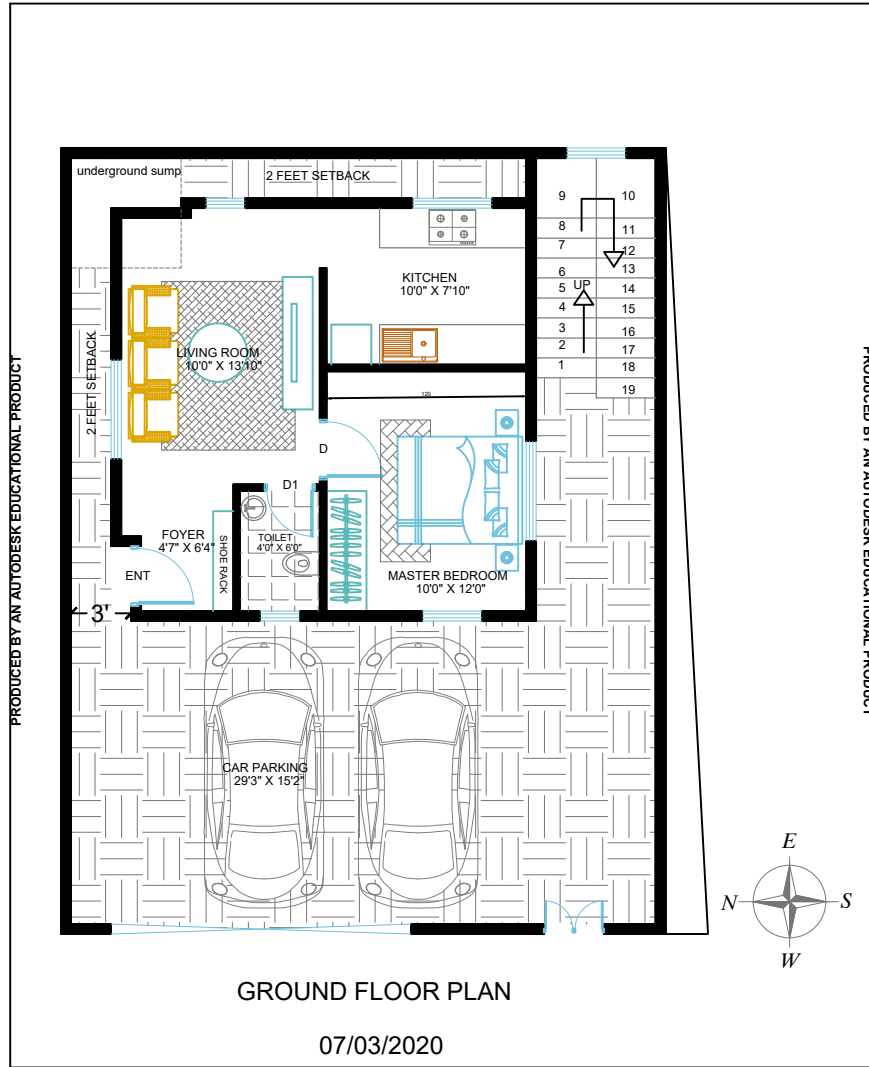 underground sump
2 FEET SETBACK
9
10
8
11
7
12
6
13
5
UP
14
4
15
3
16
2
17
1
18
19
KITCHEN
10'0" X 7'10"
LIVING ROOM
10'0" X 13'10"
2 FEET SETBACK
120
D
D1
FOYER
4'7" X 6'4"
SHOE RACK
TOILET
4'0" X 6'0"
ENT
MASTER BEDROOM
10'0" X 12'0"
3'
CAR PARKING
29'3" X 15'2"
PRODUCED BY AN AUTODESK EDUCATIONAL PRODUCT
PRODUCED BY AN AUTODESK EDUCATIONAL PRODUCT
E
N
S
W
GROUND FLOOR PLAN
07/03/2020